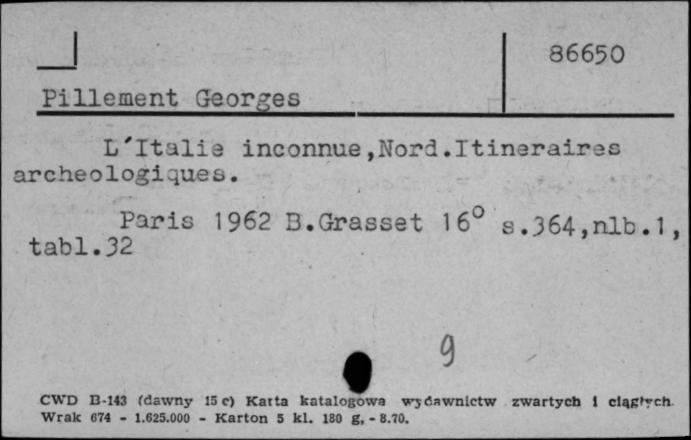 86650
Pillement Georges
L'Italie inconnue,Nord.Itineraires
archeologiques.
Paris 1962 B.Grasset 16° s.364,nlb.1,
tabl.32
9
CWD B-143 (dawny 15 c) Karta katalogowa wydawnictw zwartych i ciągłych.
Wrak 674 - 1.625.000 - Karton 5 kl. 180 g. - 8.70.